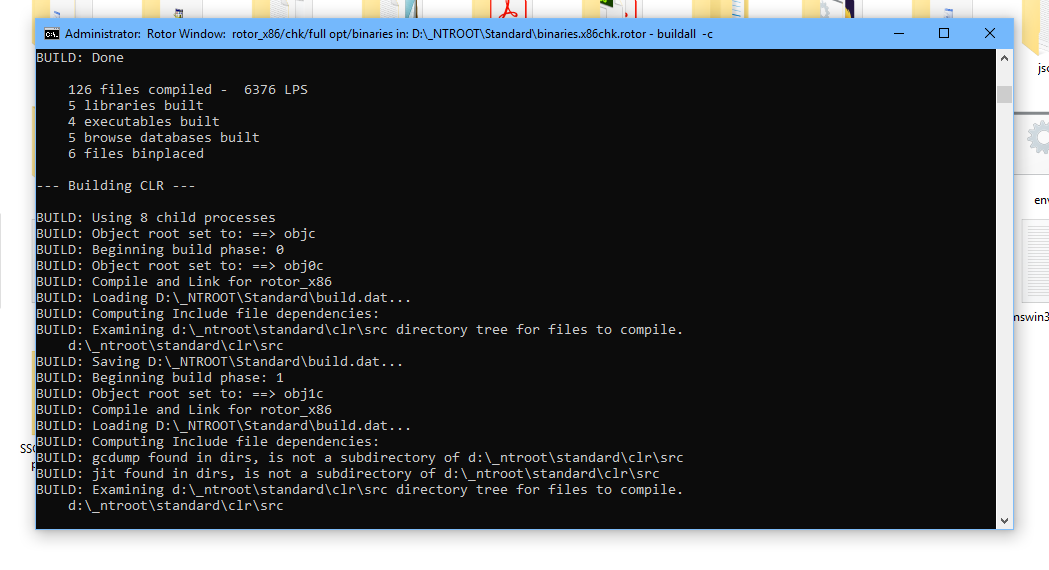 Administrator:  Rotor Window:  rotor_x86/chk/full opt/binaries in: D:\_NTROOT\Standard\binaries.x86chk.rotor - buildall  -c
BUILD: Done
126 files compiled -  6376 LPS
5 libraries built
4 executables built
5 browse databases built
6 files binplaced
--- Building CLR ---
BUILD: Using 8 child processes
BUILD: Object root set to: ==> objc
BUILD: Beginning build phase: 0
BUILD: Object root set to: ==> obj0c
BUILD: Compile and Link for rotor_x86
BUILD: Loading D:\_NTROOT\Standard\build.dat...
BUILD: Computing Include file dependencies:
BUILD: Examining d:\_ntroot\standard\clr\src directory tree for files to compile.
d:\_ntroot\standard\clr\src
BUILD: Saving D:\_NTROOT\Standard\build.dat...
BUILD: Beginning build phase: 1
BUILD: Object root set to: ==> obj1c
BUILD: Compile and Link for rotor_x86
BUILD: Loading D:\_NTROOT\Standard\build.dat...
BUILD: Computing Include file dependencies:
BUILD: gcdump found in dirs, is not a subdirectory of d:\_ntroot\standard\clr\src
BUILD: jit found in dirs, is not a subdirectory of d:\_ntroot\standard\clr\src
BUILD: Examining d:\_ntroot\standard\clr\src directory tree for files to compile.
d:\_ntroot\standard\clr\src